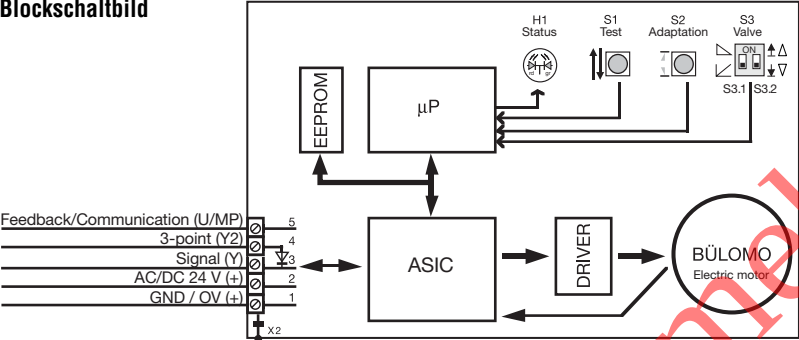 Blockschaltbild
H1
Status
S1
Test
S2
Adaptation
S3
Valve
ON
rd gr
S3.1 S3.2
EEPROM
µP
Feedback/Communication (U/MP) 5
3-point (Y2) 4
Signal (Y) 3
AC/DC 24 V (+) 2
GND / OV (+) 1
X2
ASIC
DRIVER
BÜLOMO
Electric motor